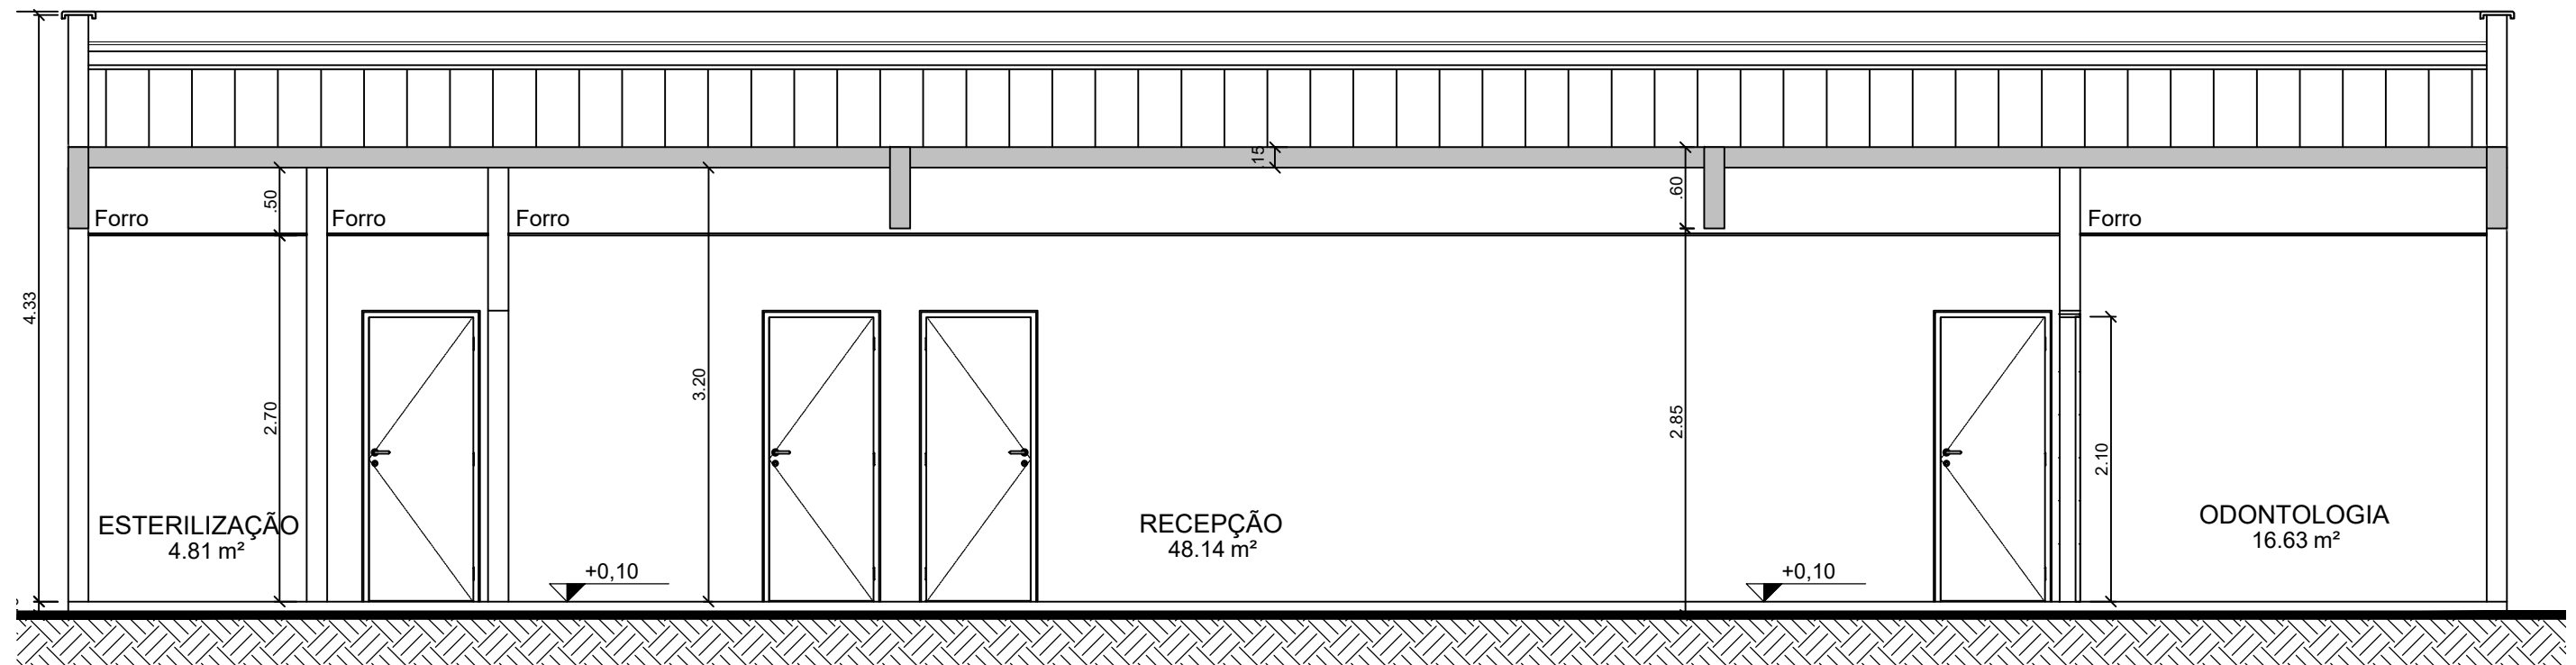 .15
.50
.60
Forro
Forro
Forro
Forro
4.33
3.20
2.70
2.85
2.10
ESTERILIZAÇÃO
4.81 m²
RECEPÇÃO
48.14 m²
ODONTOLOGIA
16.63 m²
+0,10
+0,10